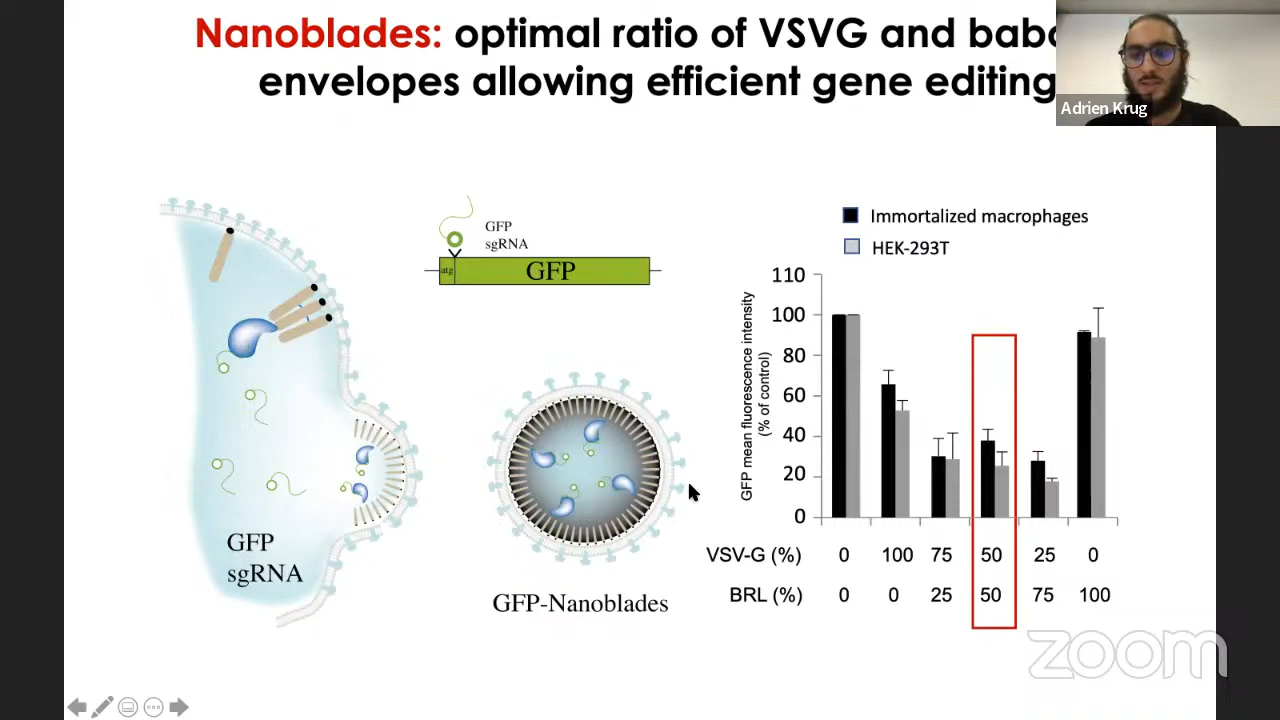 Nanoblades: optimal ratio of VSVG and
envelopes allowing efficient gene editing
Adrien Krug
GFP
sgRNA
atg
GFP
GFP
sgRNA
GFP-Nanoblades
Immortalized macrophages
HEK-293T
GFP mean fluorescence intensity
(% of control)
110
100
80
60
40
20
0
VSV-G (%) 0 100 75 50 25 0
BRL (%) 0 0 25 50 75 100
zoom